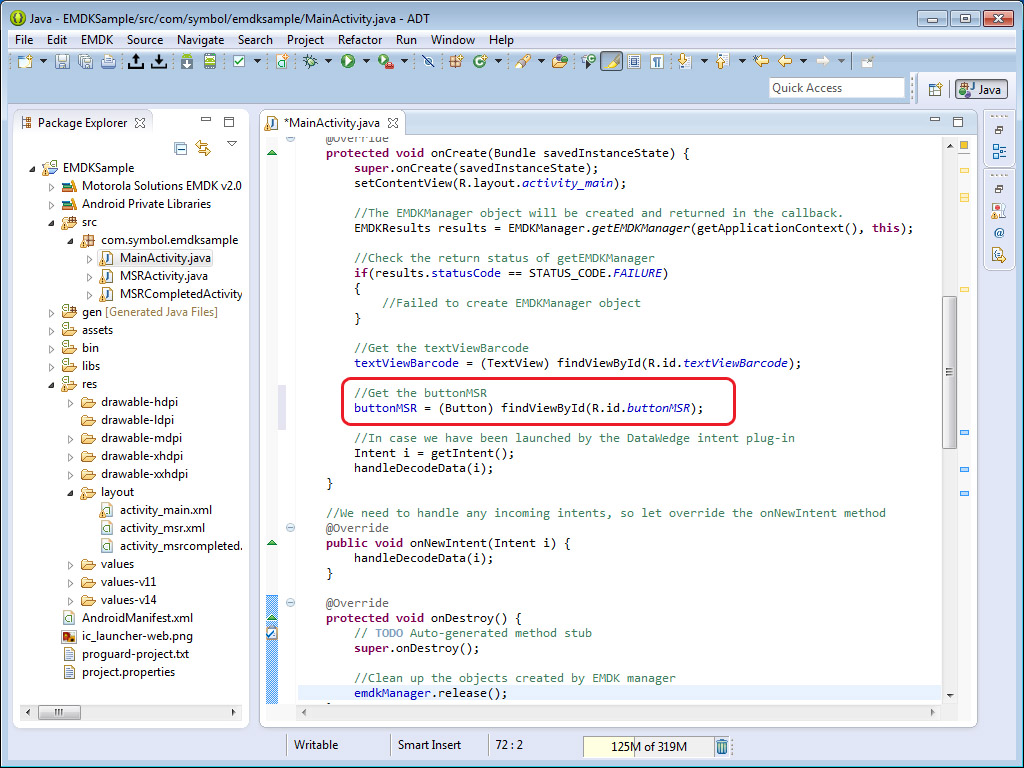 Java - EMDKSample/src/com/symbol/emdksample/MainActivity.java - ADT
File Edit EMDK Source Navigate Search Project Refactor Run Window Help
Quick Access
Java
Package Explorer
EMDKSample
Motorola Solutions EMDK v2.0
Android Private Libraries
src
com.symbol.emdksample
MainActivity.java
MSRActivity.java
MSRCompletedActivity
gen [Generated Java Files]
assets
bin
libs
res
drawable-hdpi
drawable-ldpi
drawable-mdpi
drawable-xhdpi
drawable-xxhdpi
layout
activity_main.xml
activity_msr.xml
activity_msrcompleted.
values
values-v11
values-v14
AndroidManifest.xml
ic_launcher-web.png
proguard-project.txt
project.properties
*MainActivity.java
@Override
protected void onCreate(Bundle savedInstanceState) {
super.onCreate(savedInstanceState);
setContentView(R.layout.activity_main);
//The EMDKManager object will be created and returned in the callback.
EMDKResults results = EMDKManager.getEMDKManager(getApplicationContext(), this);
//Check the return status of getEMDKManager
if(results.statusCode == STATUS_CODE.FAILURE)
{
//Failed to create EMDKManager object
}
//Get the textViewBarcode
textViewBarcode = (TextView) findViewById(R.id.textViewBarcode);
//Get the buttonMSR
buttonMSR = (Button) findViewById(R.id.buttonMSR);
//In case we have been launched by the DataWedge intent plug-in
Intent i = getIntent();
handleDecodeData(i);
}
//We need to handle any incoming intents, so let override the onNewIntent method
@Override
public void onNewIntent(Intent i) {
handleDecodeData(i);
}
@Override
protected void onDestroy() {
// TODO Auto-generated method stub
super.onDestroy();
//Clean up the objects created by EMDK manager
emdkManager.release();
Writable Smart Insert 72 : 2 125M of 319M